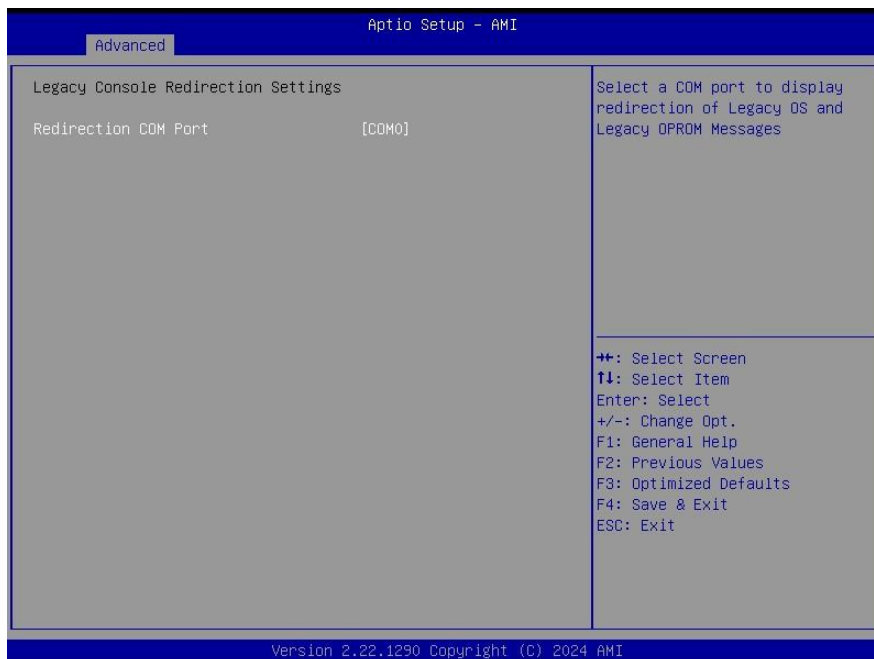 Aptio Setup - AMI
Advanced
Legacy Console Redirection Settings
Redirection COM Port [COM0]
Select a COM port to display
redirection of Legacy OS and
Legacy OPROM Messages
→←: Select Screen
↑↓: Select Item
Enter: Select
+/-: Change Opt.
F1: General Help
F2: Previous Values
F3: Optimized Defaults
F4: Save & Exit
ESC: Exit
Version 2.22.1290 Copyright (C) 2024 AMI